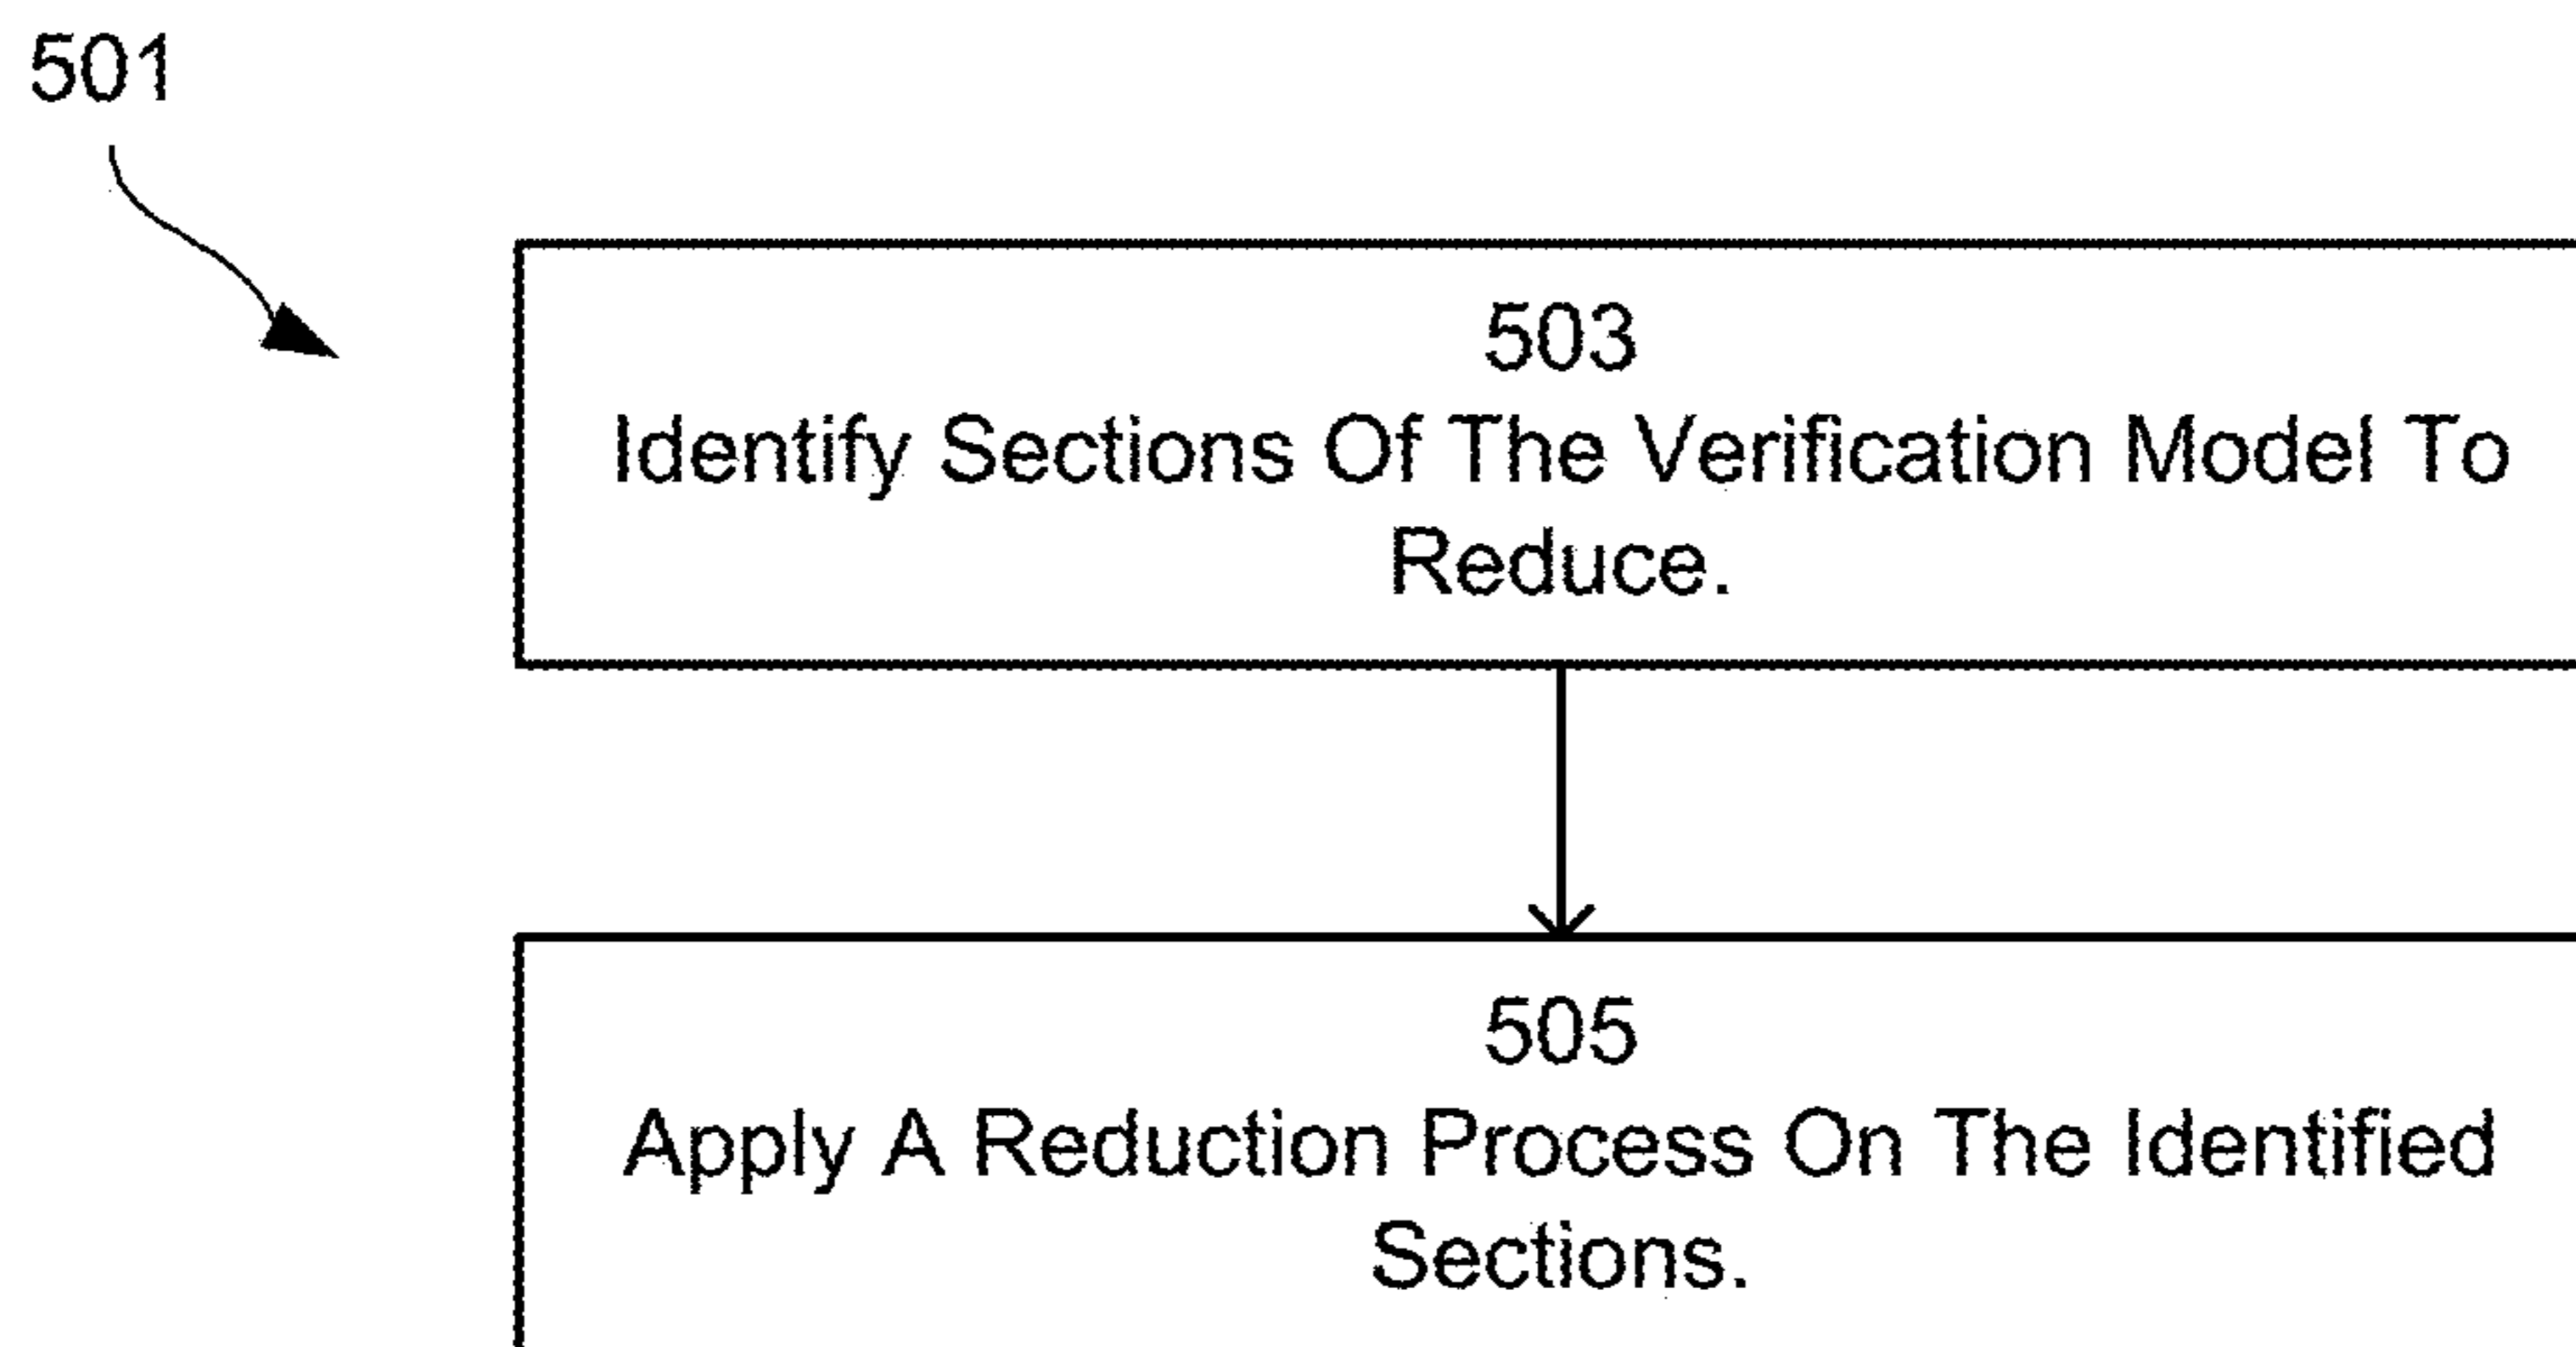 501
503
Identify Sections Of The Verification Model To
Reduce.
505
Apply A Reduction Process On The Identified
Sections.